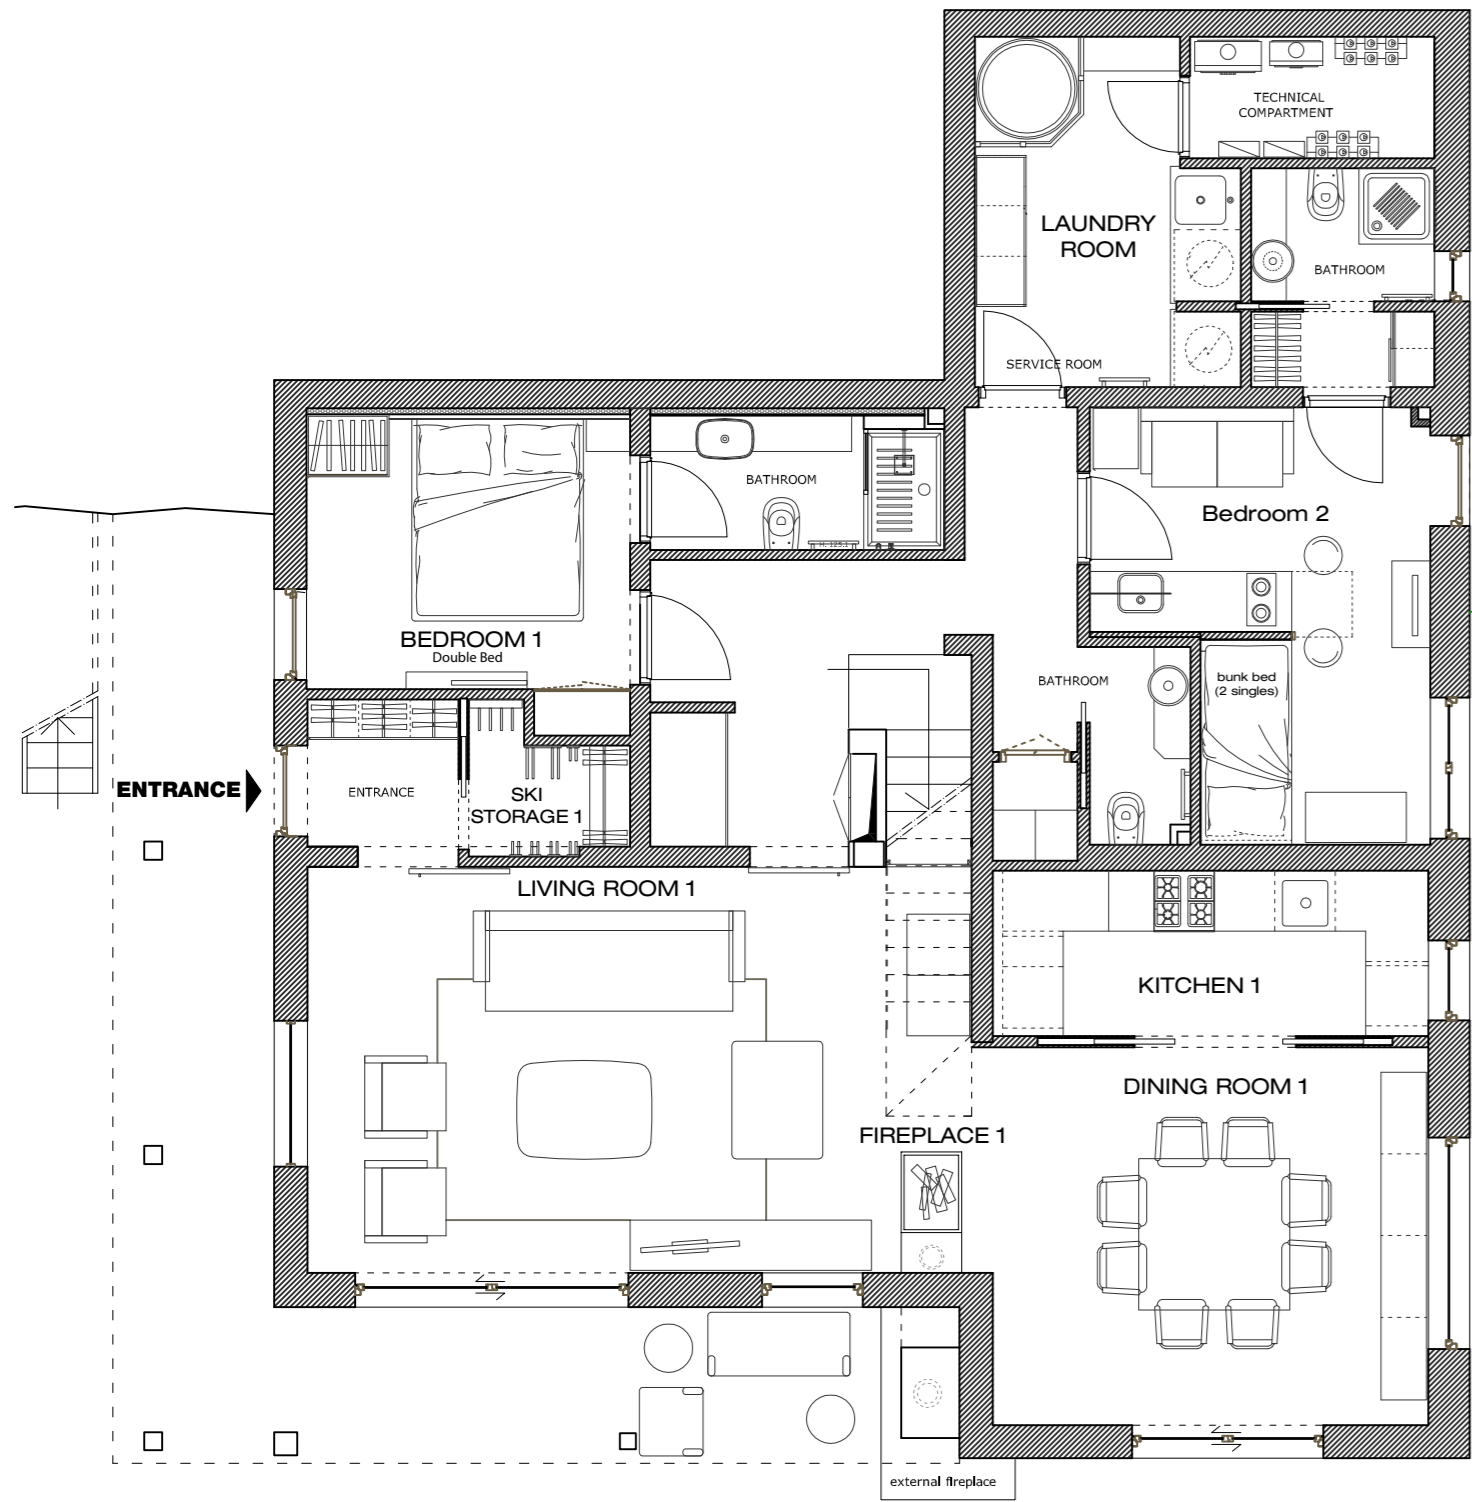 TECHNICAL
COMPARTMENT
LAUNDRY
ROOM
BATHROOM
SERVICE ROOM
BATHROOM
Bedroom 2
BEDROOM 1
Double Bed
BATHROOM
bunk bed
(2 singles)
ENTRANCE
ENTRANCE
SKI
STORAGE 1
LIVING ROOM 1
KITCHEN 1
DINING ROOM 1
FIREPLACE 1
external fireplace